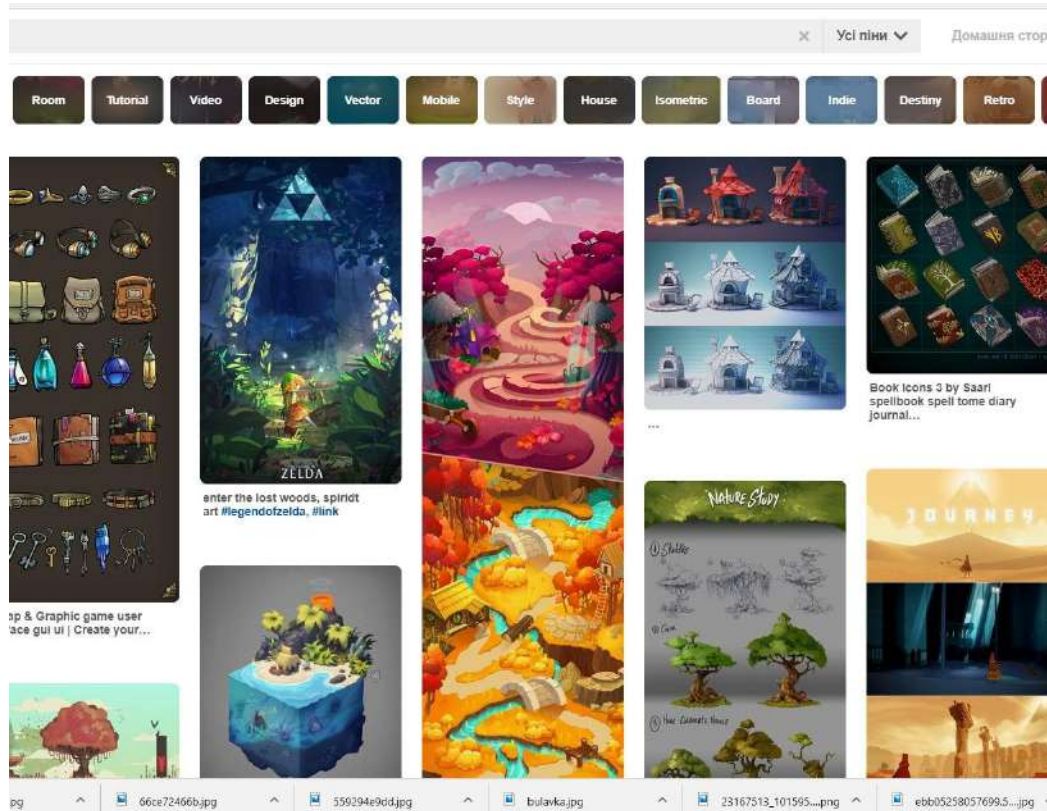 Усі піни
Домашня стор
Room
Tutorial
Video
Design
Vector
Mobile
Style
House
Isometric
Board
Indie
Destiny
Retro
ZELDA
enter the lost woods, spiridt
art #legendofzelda, #link
...
Book Icons 3 by Saarl
spellbook spell tome diary
journal...
NATURE STUDY.
JOURNEY
ap & Graphic game user
face gui ui | Create your...
pg
66ce72466b.jpg
559294e9dd.jpg
bulavka.jpg
23167513_101595....png
ebb05258057699.5....jpg